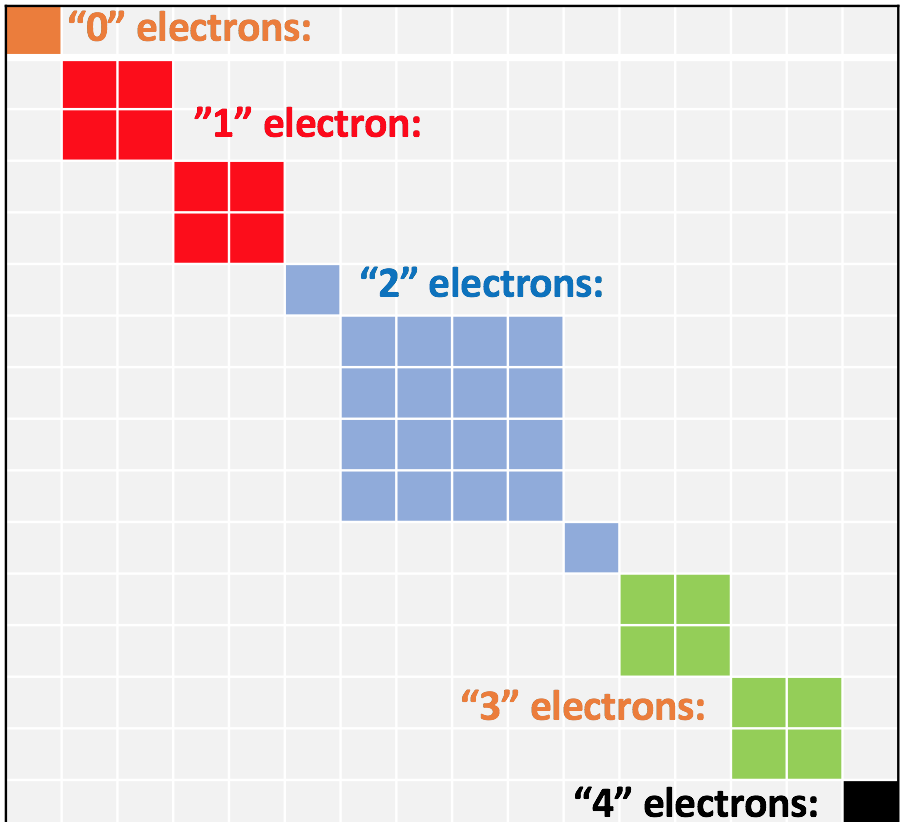 “0” electrons:
”1” electron:
“2” electrons:
“3” electrons:
“4” electrons: